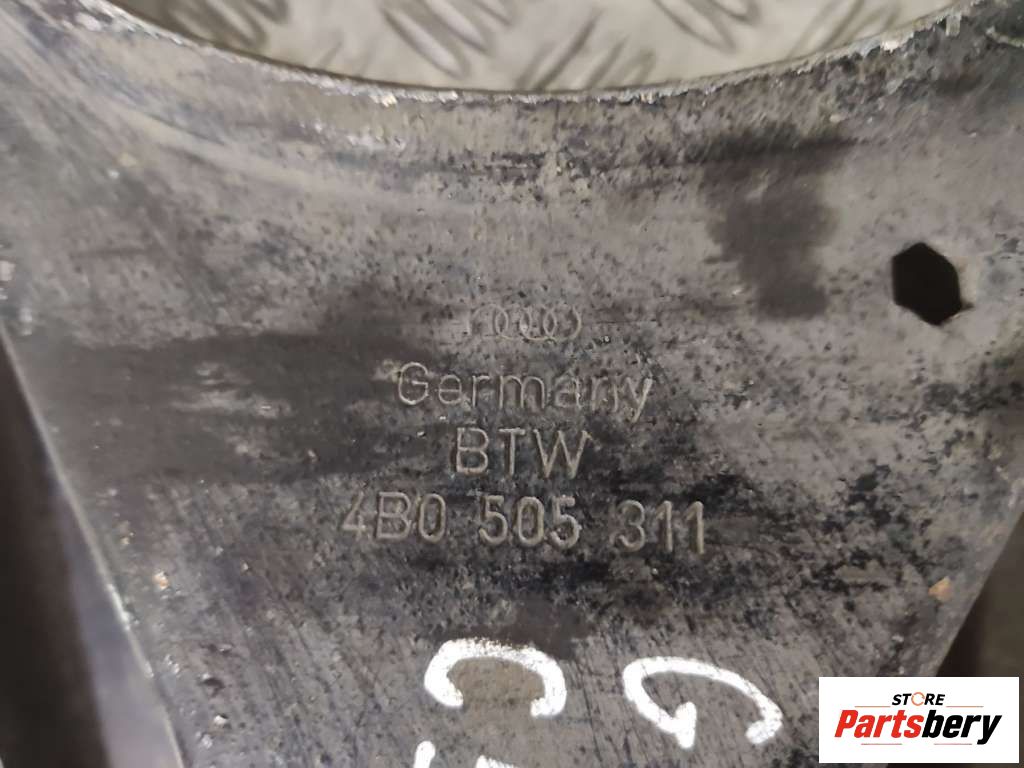 Germany
BTW
4B0 505 311
STORE
Partsbery